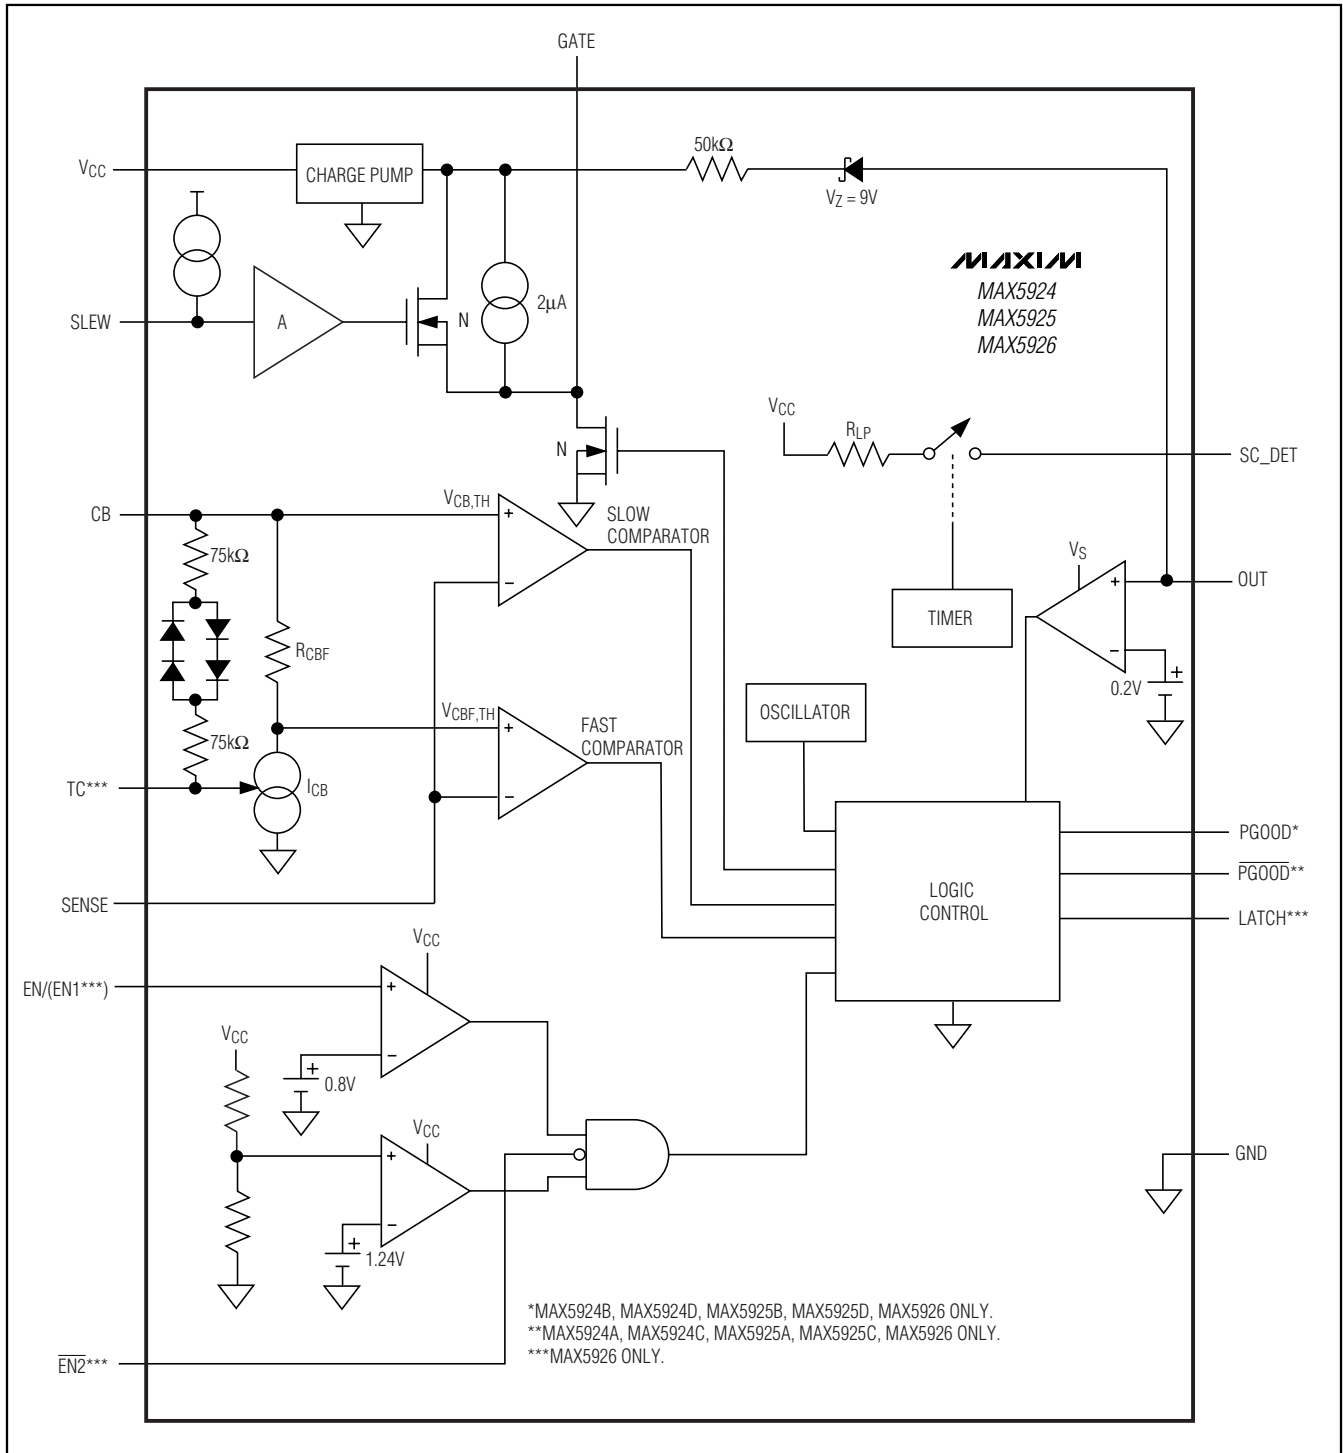 GATE
VCC
CHARGE PUMP
50kΩ
VZ = 9V
MAXIM
MAX5924
MAX5925
MAX5926
SLEW
A
N
2µA
VCC
RLP
SC_DET
N
CB
VCB,TH
+
−
SLOW
COMPARATOR
75kΩ
RCBF
TIMER
VS
+
−
OUT
0.2V
+
OSCILLATOR
VCBF,TH
+
−
FAST
COMPARATOR
75kΩ
TC***
ICB
SENSE
LOGIC
CONTROL
PGOOD*
PGOOD**
LATCH***
EN/(EN1***)
VCC
+
−
+
0.8V
VCC
VCC
+
−
+
1.24V
GND
*MAX5924B, MAX5924D, MAX5925B, MAX5925D, MAX5926 ONLY.
**MAX5924A, MAX5924C, MAX5925A, MAX5925C, MAX5926 ONLY.
***MAX5926 ONLY.
EN2***